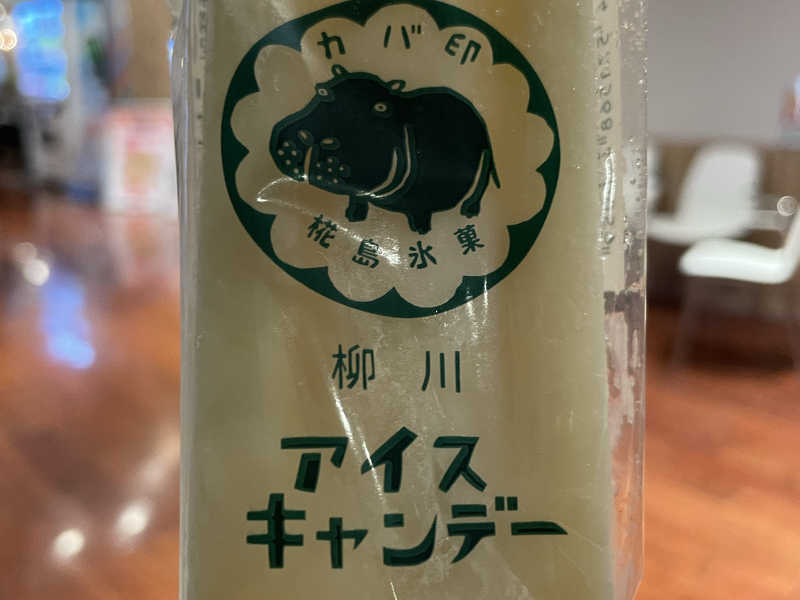 カバ印
椛島氷菓
柳川
アイス
キャンデー